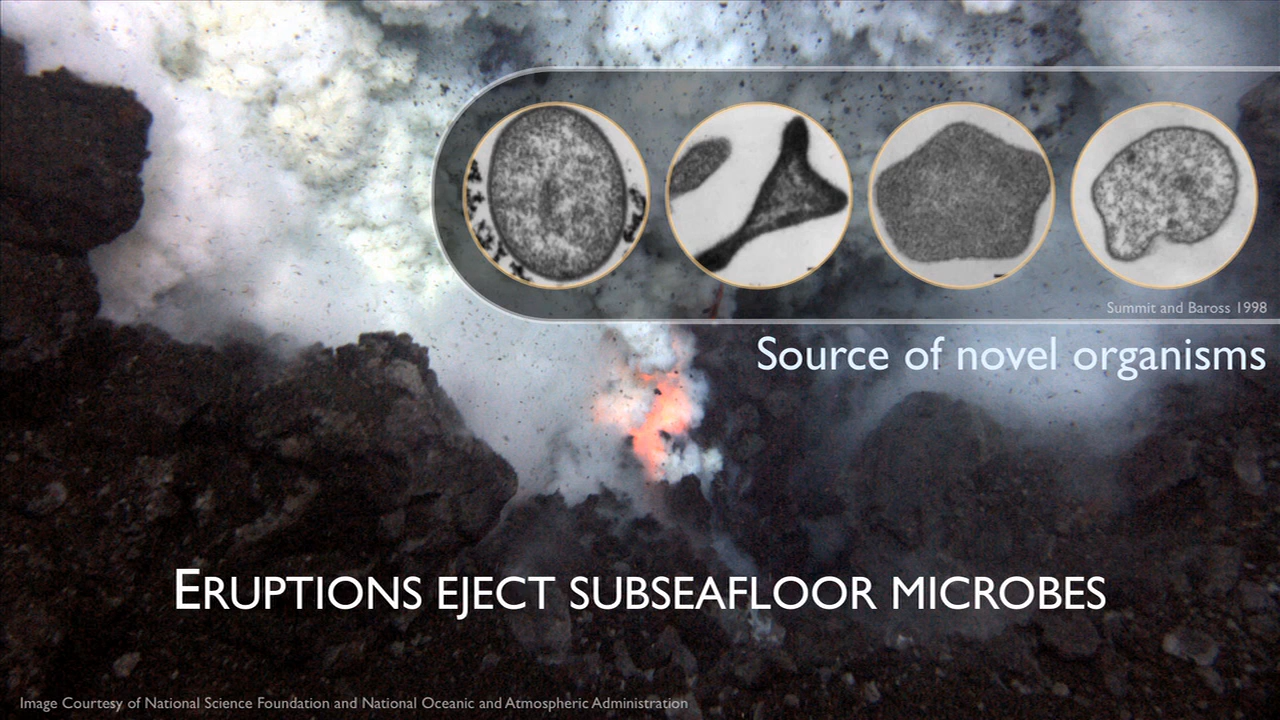 Summit and Baross 1998
Source of novel organisms
ERUPTIONS EJECT SUBSEAFLOOR MICROBES
Image Courtesy of National Science Foundation and National Oceanic and Atmospheric Administration